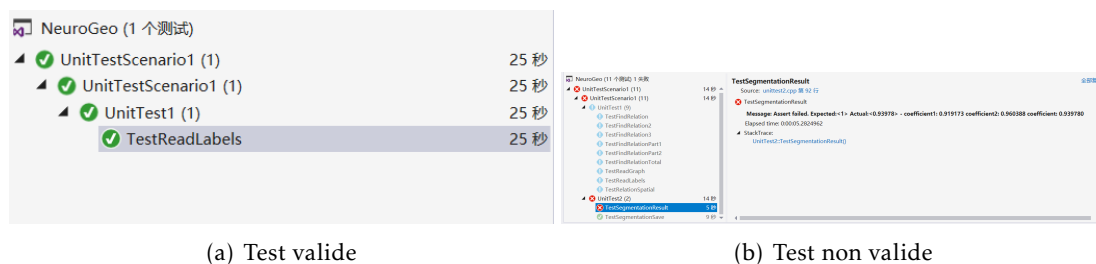 NeuroGeo (1 个测试)
UnitTestScenario1 (1) 25 秒
UnitTestScenario1 (1) 25 秒
UnitTest1 (1) 25 秒
TestReadLabels 25 秒
(a) Test valide
NeuroGeo (11 个测试) 1 失败
UnitTestScenario1 (11) 14 秒
UnitTestScenario1 (11) 14 秒
UnitTest1 (9)
TestFindRelation
TestFindRelation2
TestFindRelation3
TestFindRelationPart1
TestFindRelationPart2
TestFindRelationTotal
TestReadGraph
TestReadLabels
TestRelationSpatial
UnitTest2 (2) 14 秒
TestSegmentationResult 5 秒
TestSegmentationSave 9 秒
TestSegmentationResult
Source: unittest2.cpp 第 92 行
TestSegmentationResult
Message: Assert failed. Expected:<1> Actual:<0.93978> - coefficient1: 0.919173 coefficient2: 0.960388 coefficient: 0.939780
Elapsed time: 0:00:05.2824962
StackTrace:
UnitTest2::TestSegmentationResult()
(b) Test non valide